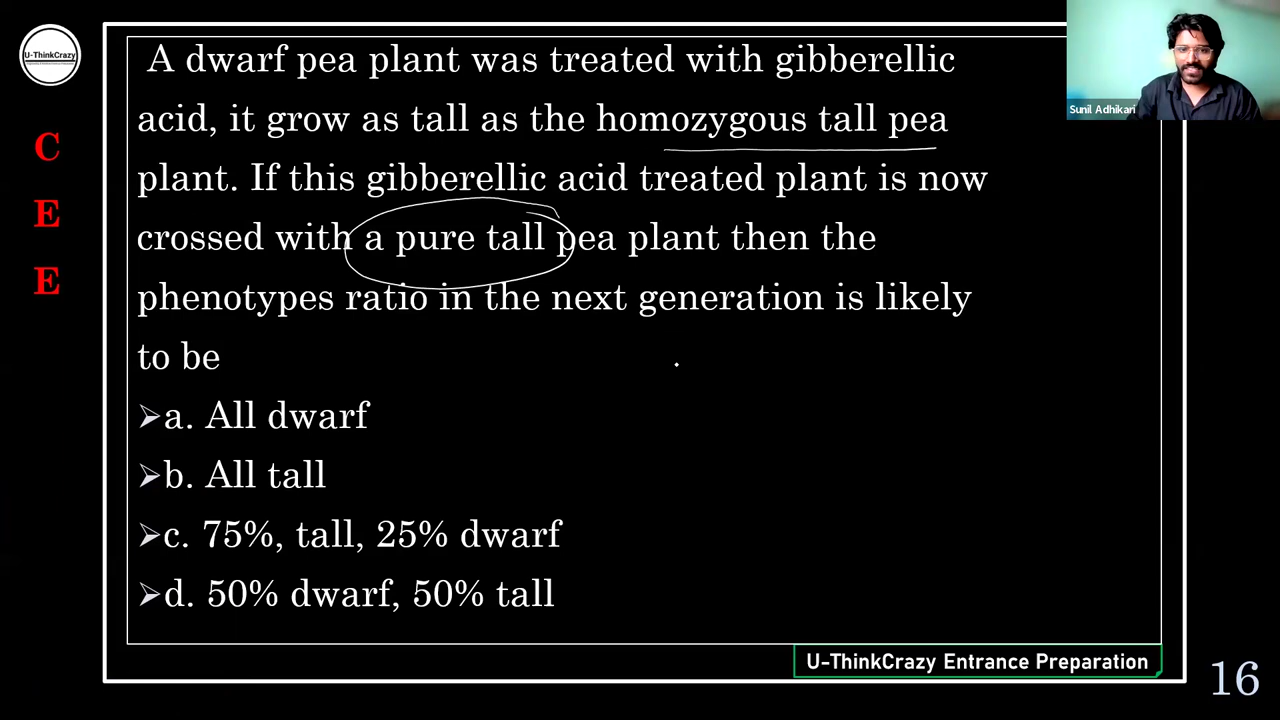 U-ThinkCrazy
C
E
E
A dwarf pea plant was treated with gibberellic
acid, it grow as tall as the homozygous tall pea
plant. If this gibberellic acid treated plant is now
crossed with a pure tall pea plant then the
phenotypes ratio in the next generation is likely
to be
➢a. All dwarf
➢b. All tall
➢c. 75%, tall, 25% dwarf
➢d. 50% dwarf, 50% tall
Sunil Adhikari
U-ThinkCrazy Entrance Preparation
16